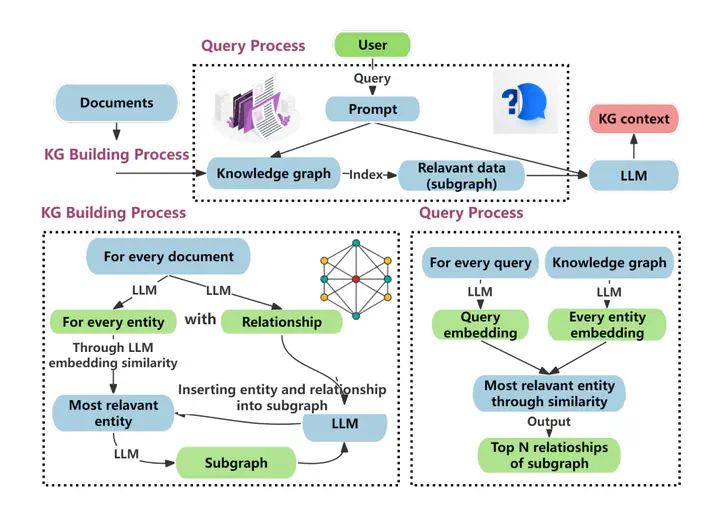 Query Process
User
Query
Documents
Prompt
KG context
KG Building Process
Knowledge graph
Index
Relavant data
(subgraph)
LLM
KG Building Process
For every document
LLM
LLM
For every entity
with
Relationship
Through LLM
embedding similarity
Inserting entity and relationship
into subgraph
Most relevant
entity
LLM
LLM
Subgraph
Query Process
For every query
Knowledge graph
LLM
LLM
Query
embedding
Every entity
embedding
Most relevant entity
through similarity
Output
Top N relatioships
of subgraph